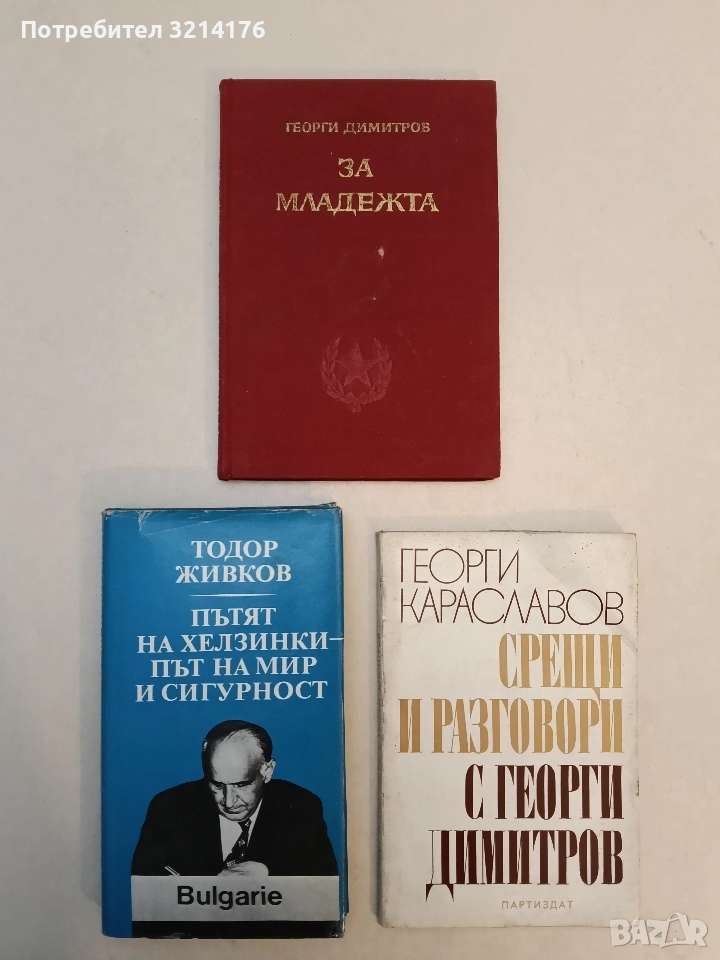 Потребител 3214176
ГЕОРГИ ДИМИТРОВ
ЗА
МЛАДЕЖТА
ТОДОР
ЖИВКОВ
ПЪТЯТ
НА ХЕЛЗИНКИ–
ПЪТ НА МИР
И СИГУРНОСТ
Bulgarie
ГЕОРГИ
КАРАСЛАВОВ
СРЕЩИ
И РАЗГОВОРИ
С ГЕОРГИ
ДИМИТРОВ
ПАРТИЗДАТ
BAZAR